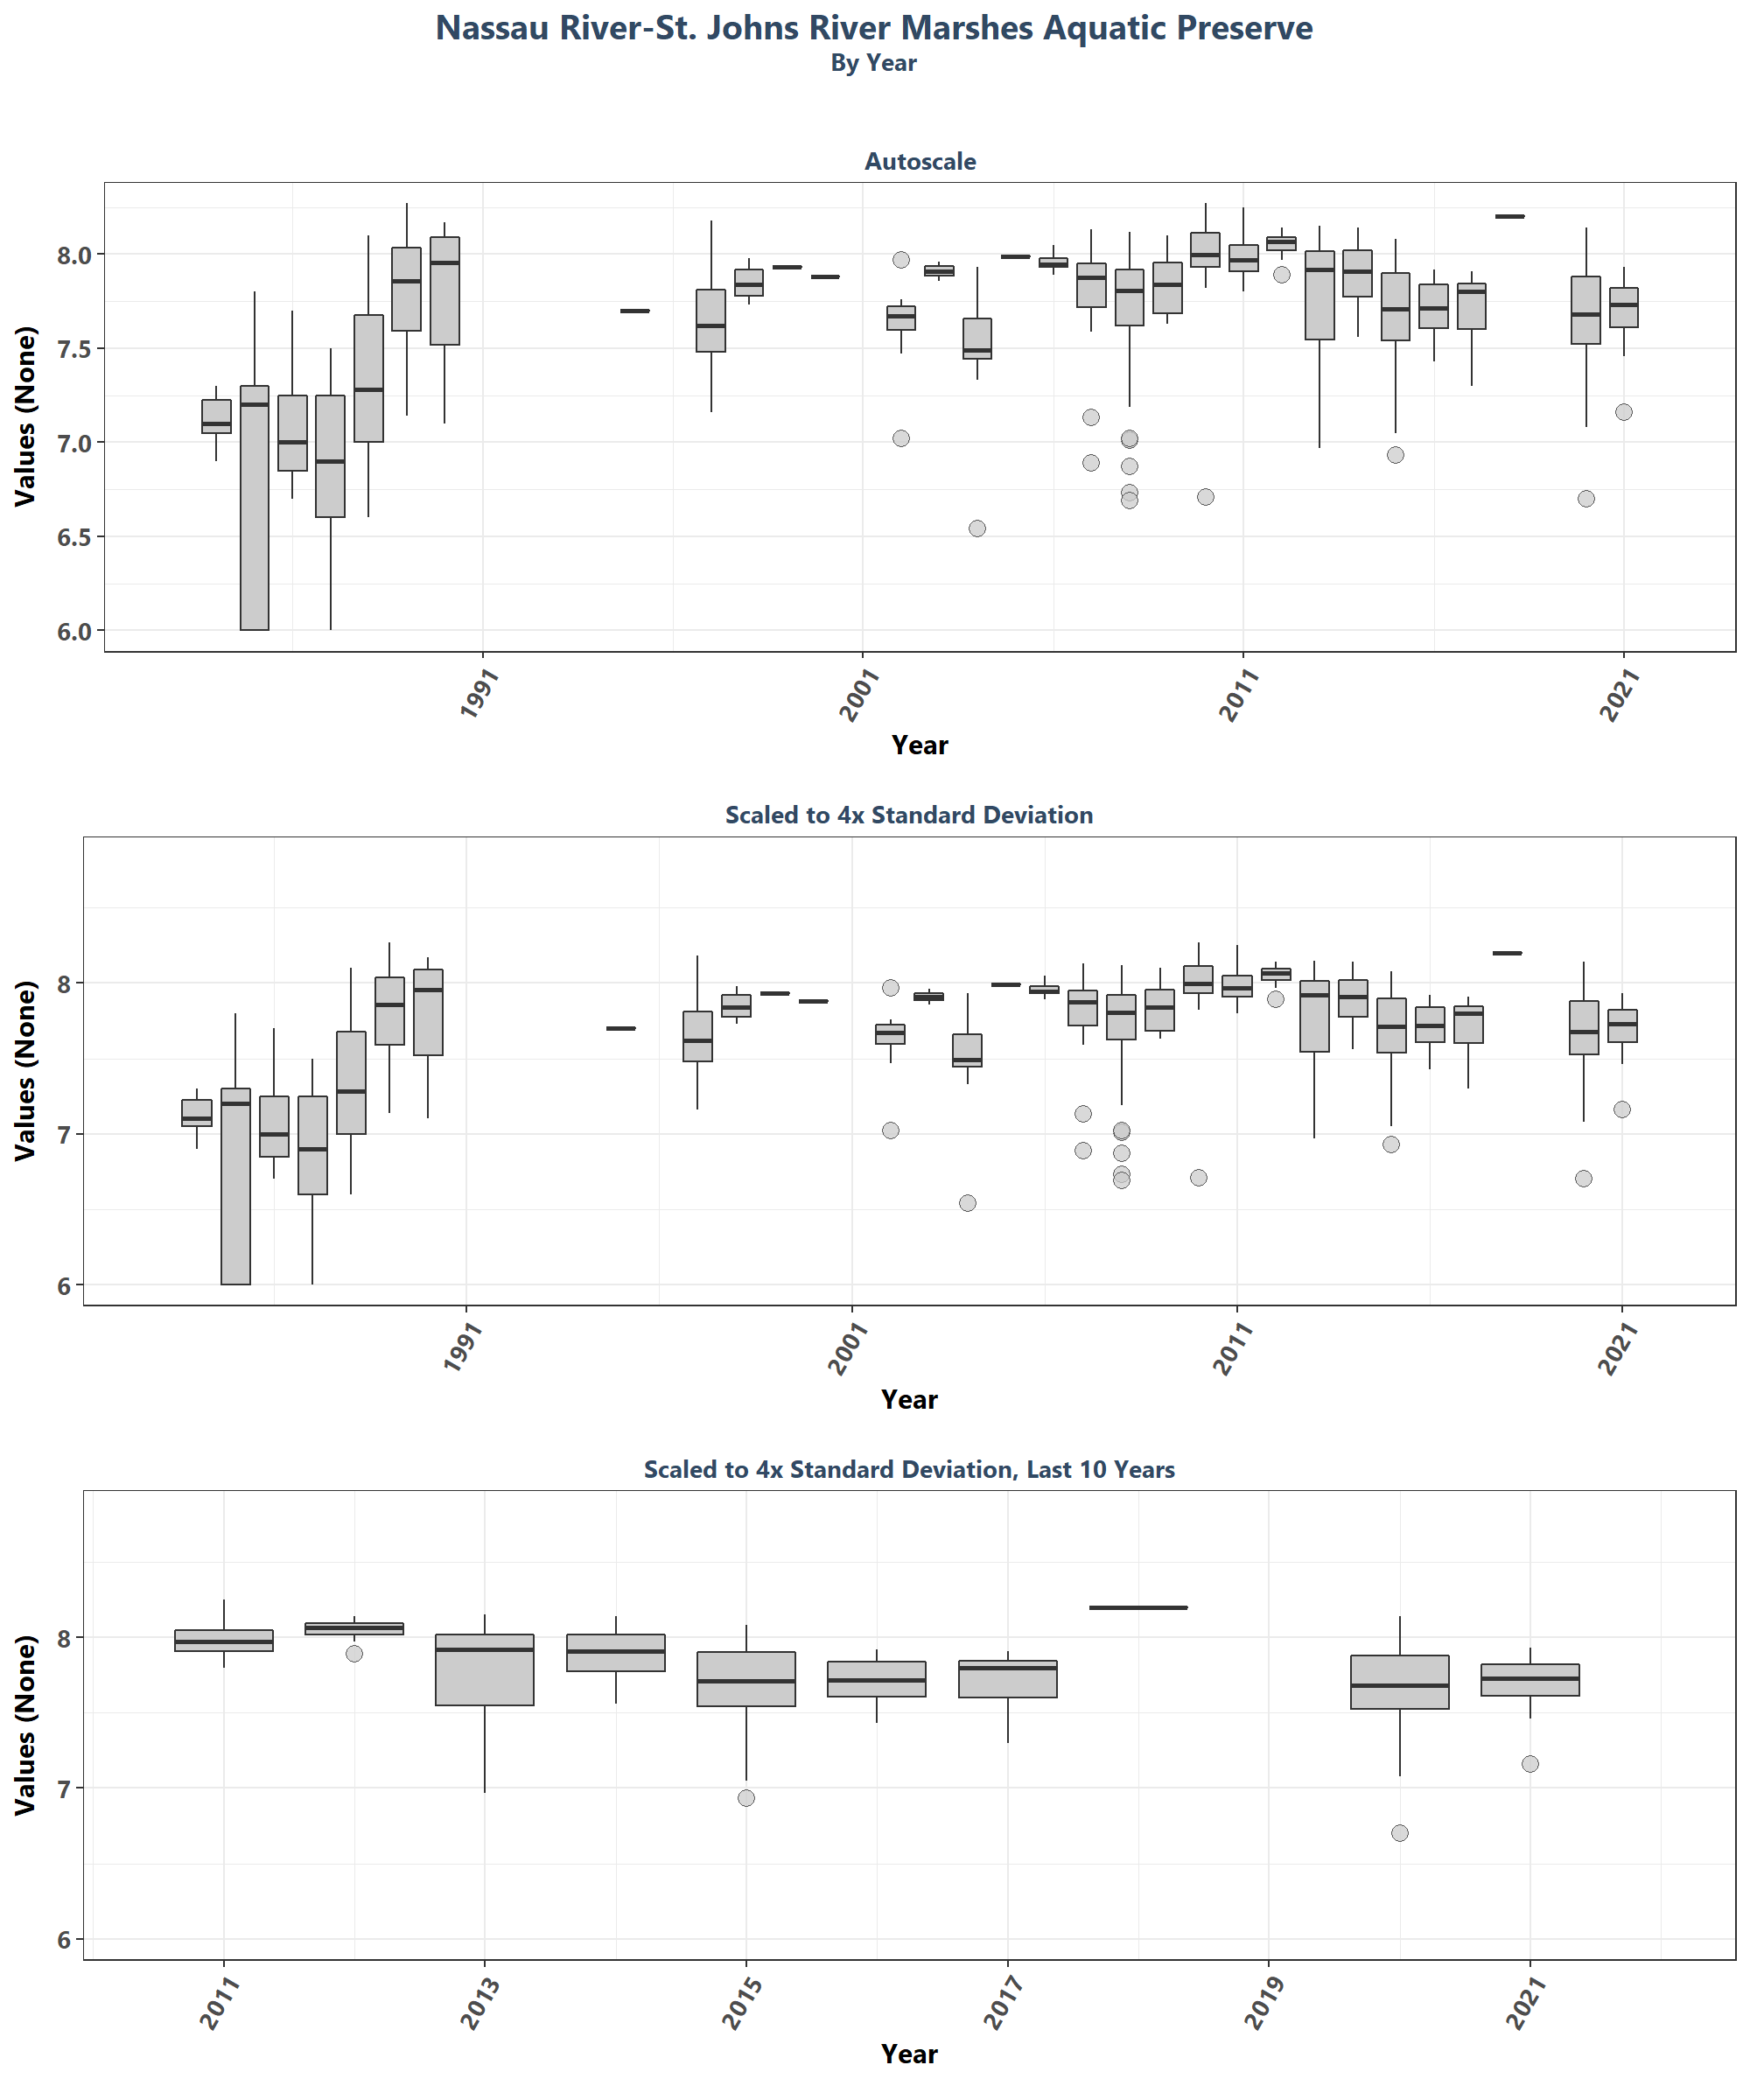 Nassau River-St. Johns River Marshes Aquatic Preserve
By Year
Autoscale
Values (None)
8.0
7.5
7.0
6.5
6.0
1991
2001
2011
2021
Year
Scaled to 4x Standard Deviation
Values (None)
8
7
6
1991
2001
2011
2021
Year
Scaled to 4x Standard Deviation, Last 10 Years
Values (None)
8
7
6
2011
2013
2015
2017
2019
2021
Year